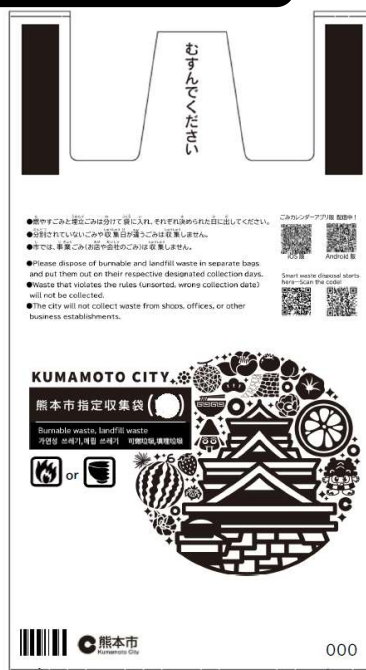 むすんでください
●燃やすごみと埋立ごみは分けて袋に入れ、それぞれ決められた日に出してください。
●分別されていないごみや収集日が違うごみは収集しません。
●市では、事業ごみ(お店や会社のごみ)は収集しません。
●Please dispose of burnable and landfill waste in separate bags
and put them out on their respective designated collection days.
●Waste that violates the rules (unsorted, wrong collection date)
will not be collected.
●The city will not collect waste from shops, offices, or other
business establishments.
ごみカレンダーアプリ版 配信中!
iOS 版 Android 版
Smart waste disposal starts
here—Scan the code!
KUMAMOTO CITY
熊本市指定収集袋
Burnable waste, landfill waste
가연성 쓰레기,매립 쓰레기 可燃垃圾,填埋垃圾
or
熊本市
Kumamoto City
000